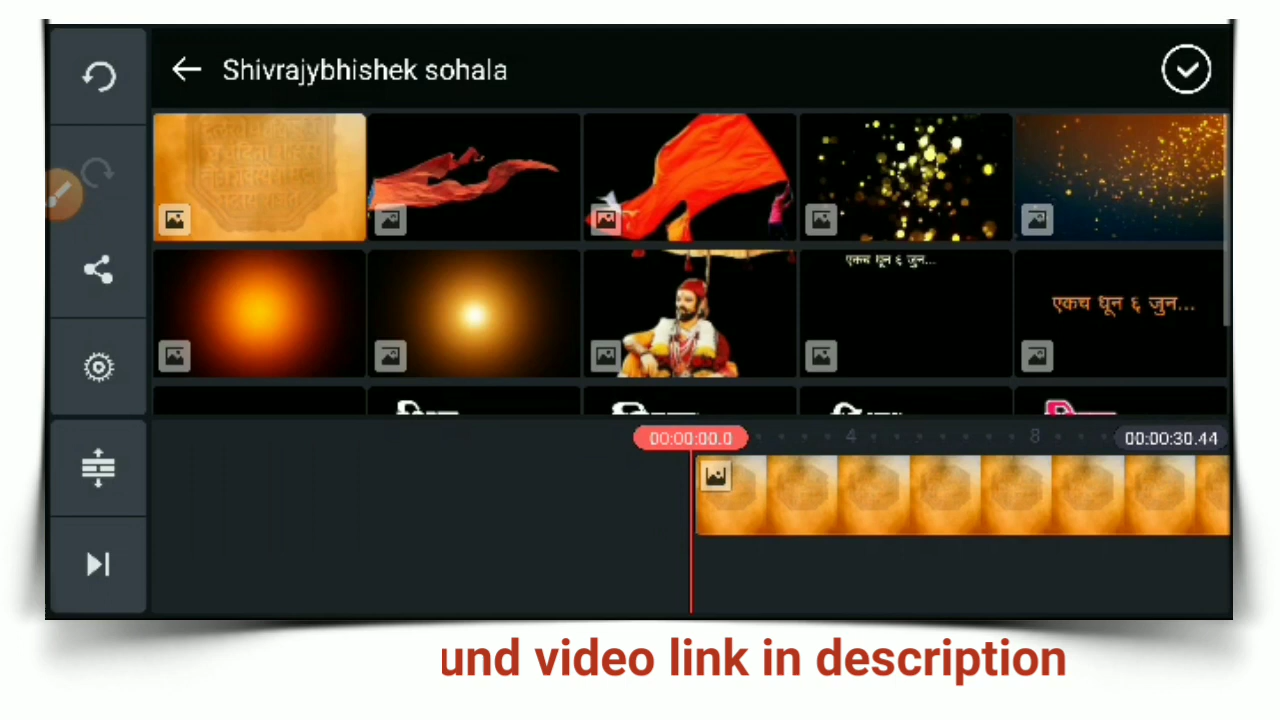 Shivrajybhishek sohala
एकच धून ६ जुन...
एकच धून ६ जुन...
00:00:00.0
4
8
00:00:30.44
und video link in description